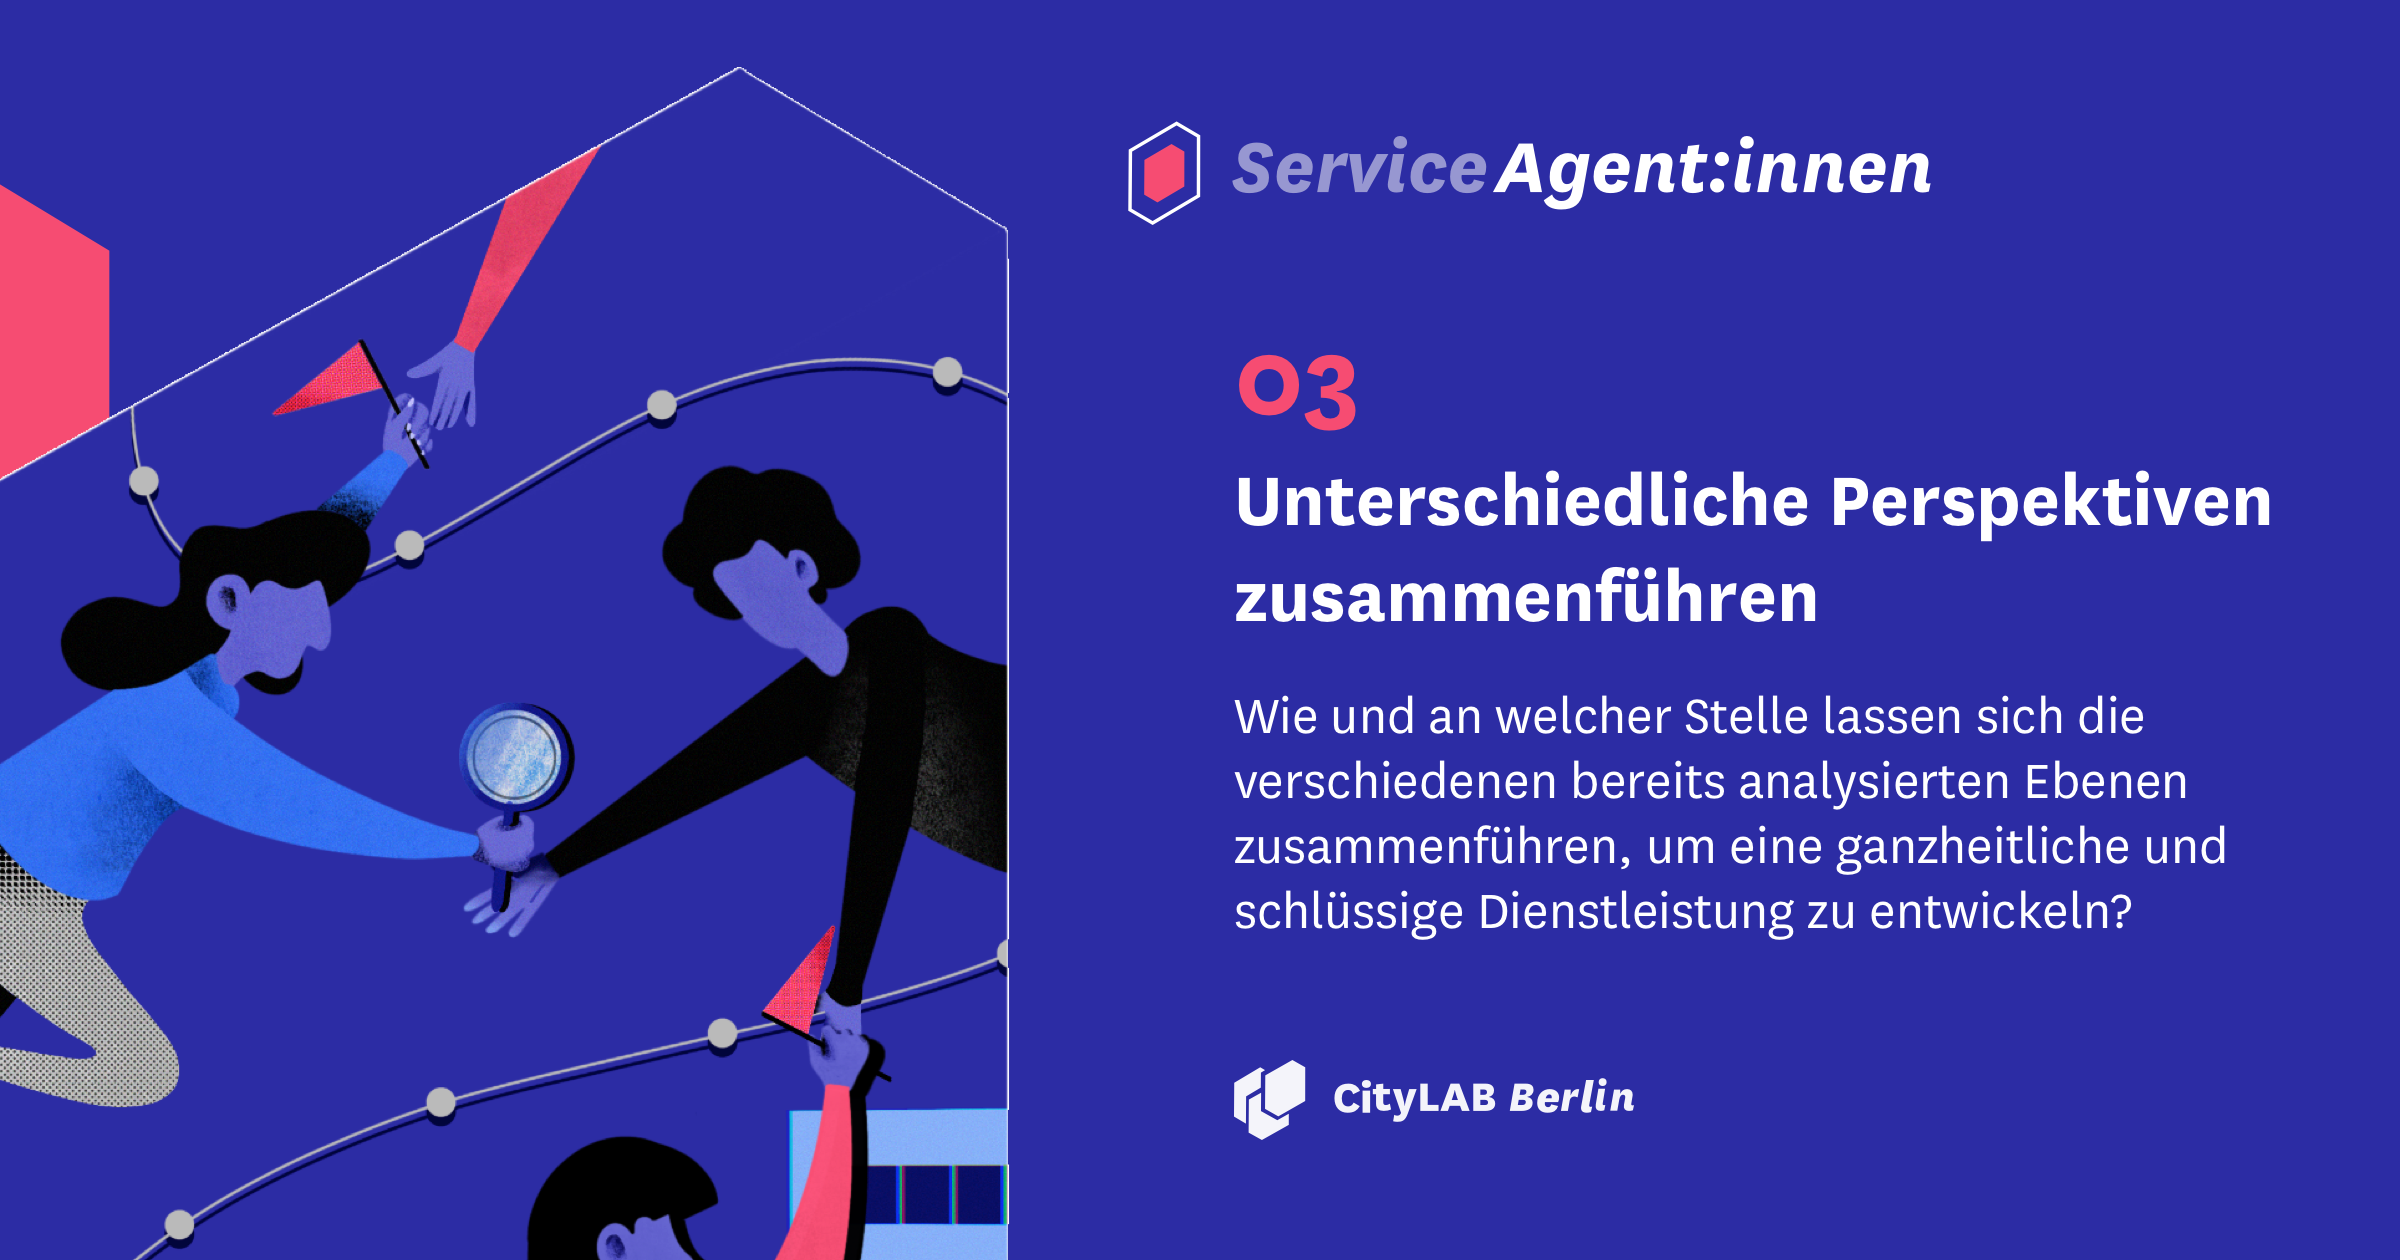 ServiceAgent:innen
03
Unterschiedliche Perspektiven
zusammenführen
Wie und an welcher Stelle lassen sich die
verschiedenen bereits analysierten Ebenen
zusammenführen, um eine ganzheitliche und
schlüssige Dienstleistung zu entwickeln?
CityLAB Berlin